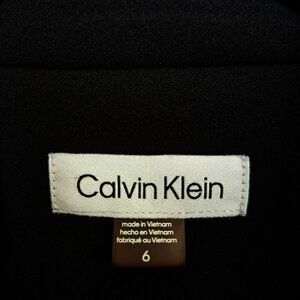 Calvin Klein
made in Vietnam
hecho en Vietnam
fabriqué au Vietnam
6